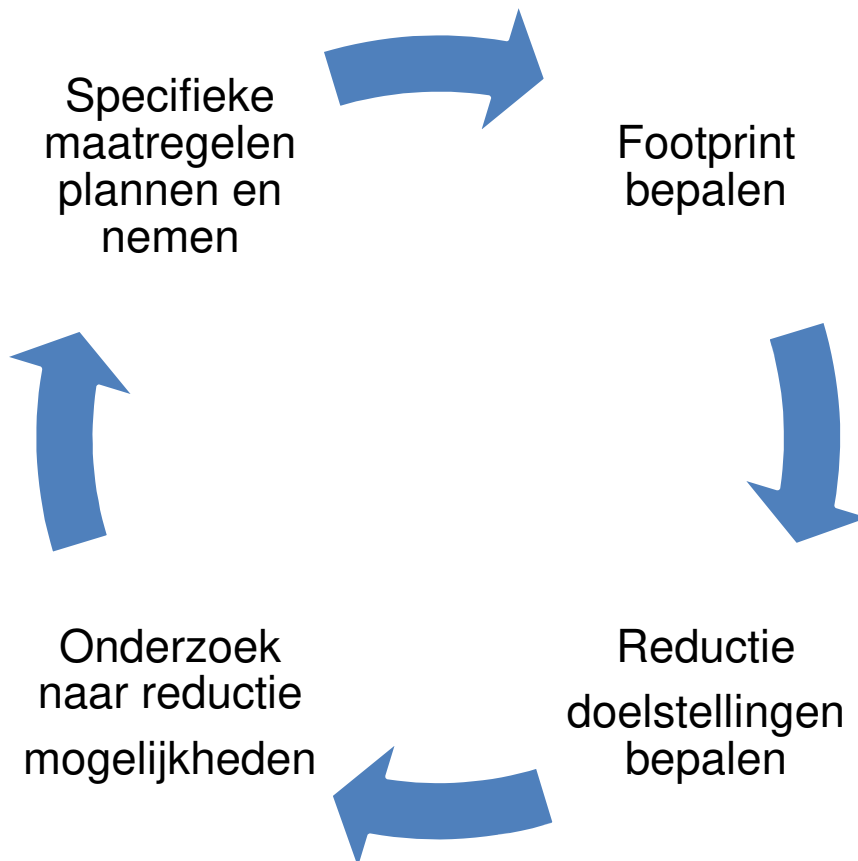 Specifieke
maatregelen
plannen en
nemen
Footprint
bepalen
Reductie
doelstellingen
bepalen
Onderzoek
naar reductie
mogelijkheden